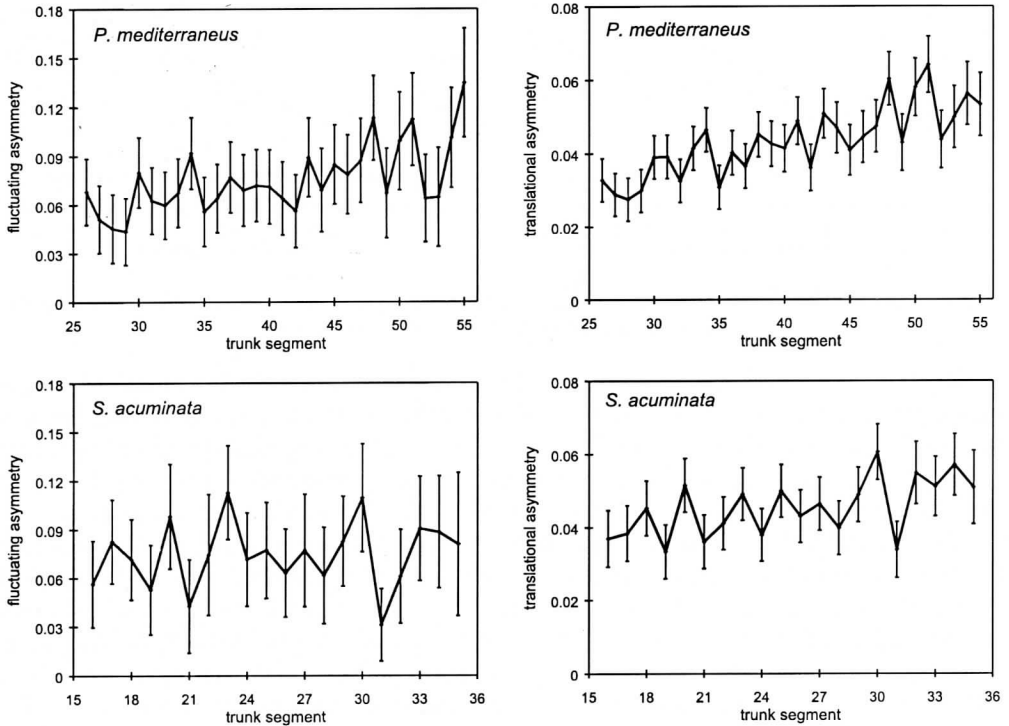 0.18
P. mediterraneus
0.15
0.12
0.09
0.06
0.03
0
fluctuating asymmetry
25 30 35 40 45 50 55
trunk segment
0.08
P. mediterraneus
0.06
0.04
0.02
0
translational asymmetry
25 30 35 40 45 50 55
trunk segment
0.18
S. acuminata
0.15
0.12
0.09
0.06
0.03
0
fluctuating asymmetry
15 18 21 24 27 30 33 36
trunk segment
0.08
S. acuminata
0.06
0.04
0.02
0
translational asymmetry
15 18 21 24 27 30 33 36
trunk segment